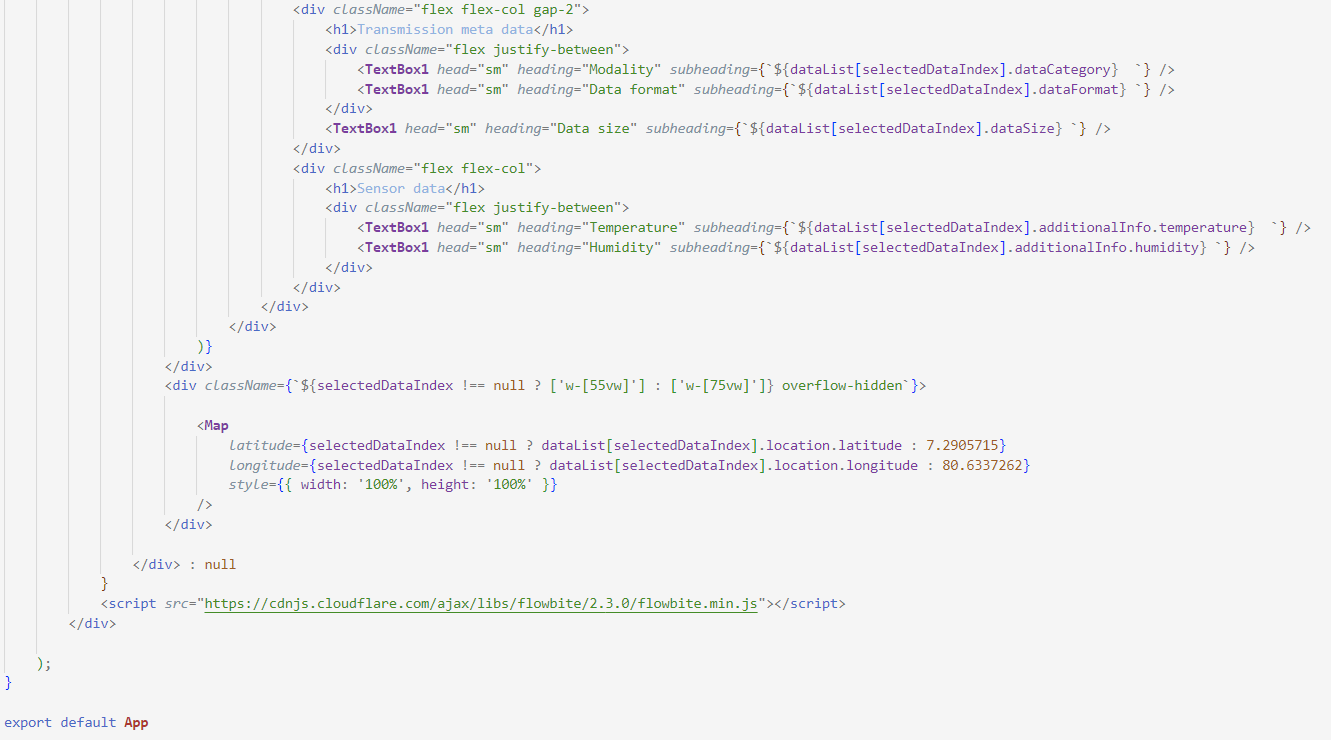 <div className="flex flex-col gap-2">
<h1>Transmission meta data</h1>
<div className="flex justify-between">
<TextBox1 head="sm" heading="Modality" subheading={`${dataList[selectedDataIndex].dataCategory}  `} />
<TextBox1 head="sm" heading="Data format" subheading={`${dataList[selectedDataIndex].dataFormat} `} />
</div>
<TextBox1 head="sm" heading="Data size" subheading={`${dataList[selectedDataIndex].dataSize} `} />
</div>
<div className="flex flex-col">
<h1>Sensor data</h1>
<div className="flex justify-between">
<TextBox1 head="sm" heading="Temperature" subheading={`${dataList[selectedDataIndex].additionalInfo.temperature}  `} />
<TextBox1 head="sm" heading="Humidity" subheading={`${dataList[selectedDataIndex].additionalInfo.humidity} `} />
</div>
</div>
</div>
</div>
)}
</div>
<div className={`${selectedDataIndex !== null ? ['w-[55vw]'] : ['w-[75vw]']} overflow-hidden`}>
<Map
latitude={selectedDataIndex !== null ? dataList[selectedDataIndex].location.latitude : 7.2905715}
longitude={selectedDataIndex !== null ? dataList[selectedDataIndex].location.longitude : 80.6337262}
style={{ width: '100%', height: '100%' }}
/>
</div>
</div> : null
}
<script src="https://cdnjs.cloudflare.com/ajax/libs/flowbite/2.3.0/flowbite.min.js"></script>
</div>
);
}
export default App